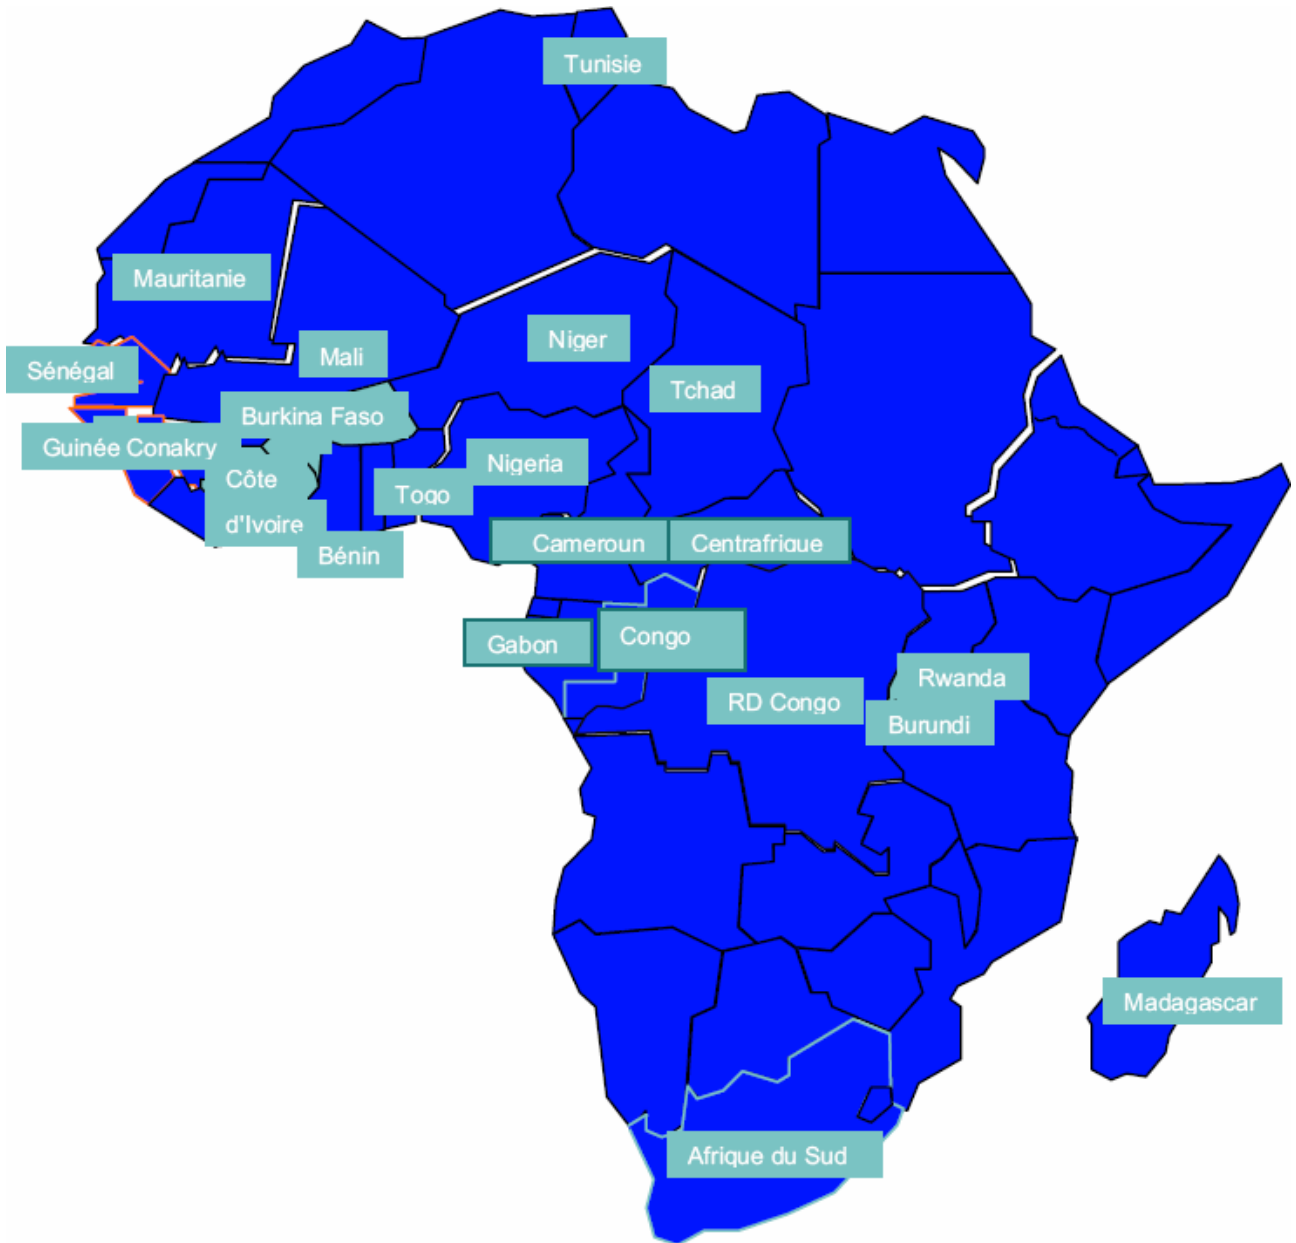 Tunisie
Mauritanie
Niger
Mali
Sénégal
Tchad
Burkina Faso
Guinée Conakry
Nigeria
Côte
d'Ivoire
Togo
Bénin
Cameroun
Centrafrique
Congo
Gabon
Rwanda
RD Congo
Burundi
Madagascar
Afrique du Sud